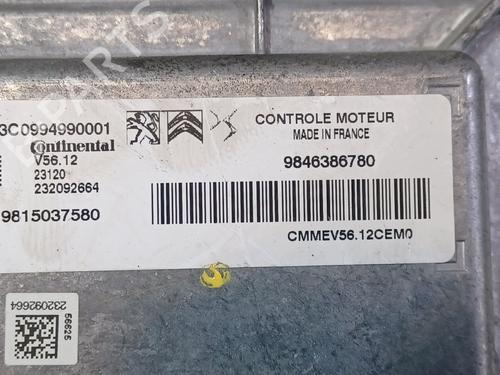 3C0994990001
Continental
V56.12
23120
232092664
9815037580
CONTROLE MOTEUR
MADE IN FRANCE
9846386780
CMMEV56.12CEM0
56625
232092664